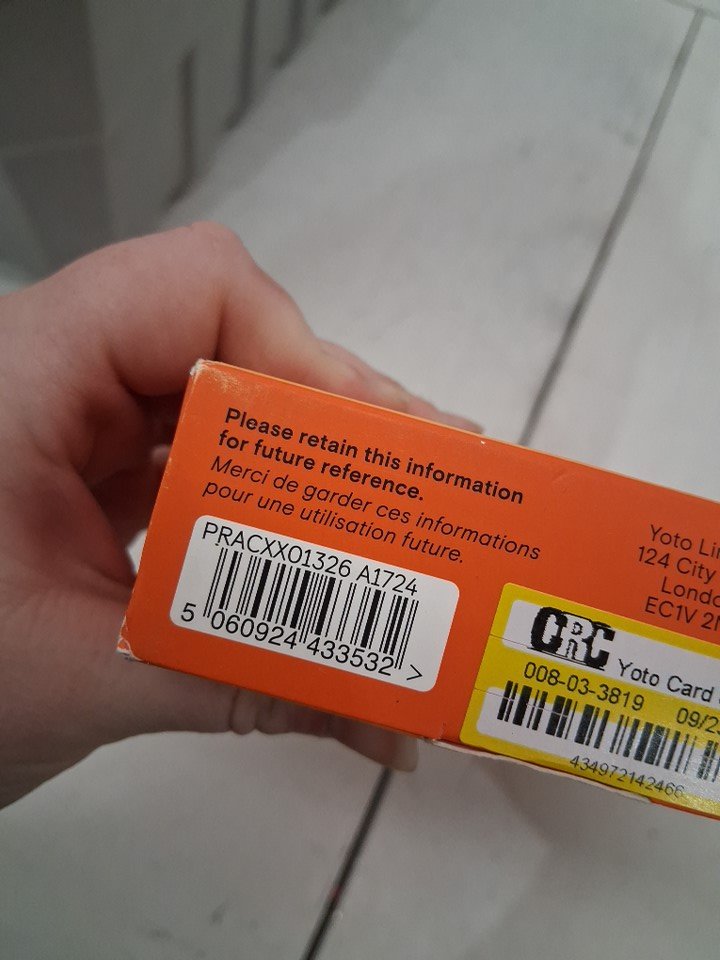 Please retain this information
for future reference.
Merci de garder ces informations
pour une utilisation future.
PRACXX01326 A1724
5 060924 433532 >
Yoto
124 City
EC1V
CRC
Yoto Card
008-03-3819
434972142466